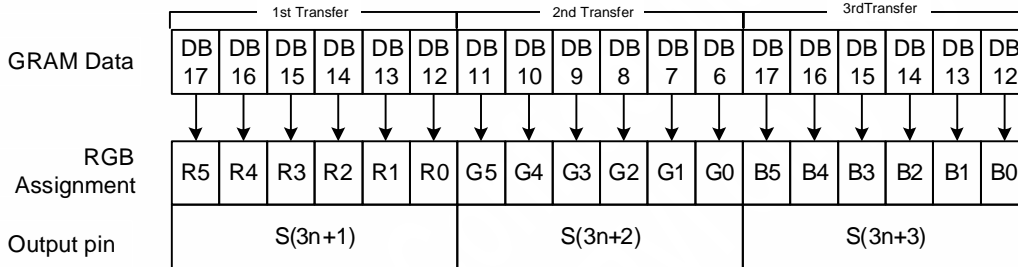 1st Transfer 2nd Transfer 3rdTransfer
GRAM Data DB 17 DB 16 DB 15 DB 14 DB 13 DB 12 DB 11 DB 10 DB 9 DB 8 DB 7 DB 6 DB 17 DB 16 DB 15 DB 14 DB 13 DB 12
RGB Assignment R5 R4 R3 R2 R1 R0 G5 G4 G3 G2 G1 G0 B5 B4 B3 B2 B1 B0
Output pin S(3n+1) S(3n+2) S(3n+3)